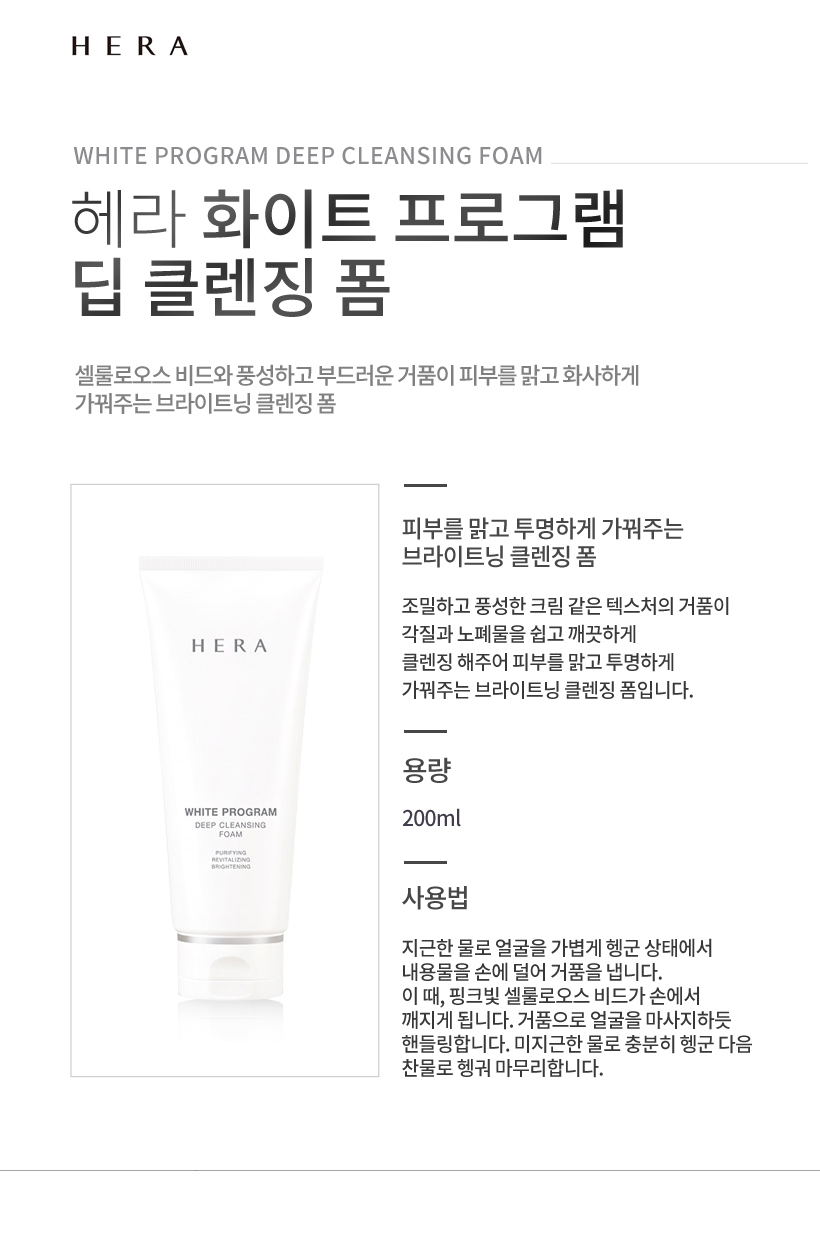 HERA
WHITE PROGRAM DEEP CLEANSING FOAM
헤라 화이트 프로그램
딥 클렌징 폼
셀룰로오스 비드와 풍성하고 부드러운 거품이 피부를 맑고 화사하게
가꿔주는 브라이트닝 클렌징 폼
HERA
WHITE PROGRAM
DEEP CLEANSING
FOAM
PURIFYING
REVITALIZING
BRIGHTENING
피부를 맑고 투명하게 가꿔주는
브라이트닝 클렌징 폼
조밀하고 풍성한 크림 같은 텍스처의 거품이
각질과 노폐물을 쉽고 깨끗하게
클렌징 해주어 피부를 맑고 투명하게
가꿔주는 브라이트닝 클렌징 폼입니다.
용량
200ml
사용법
지근한 물로 얼굴을 가볍게 헹군 상태에서
내용물을 손에 덜어 거품을 냅니다.
이 때, 핑크빛 셀룰로오스 비드가 손에서
깨지게 됩니다. 거품으로 얼굴을 마사지하듯
핸들링합니다. 미지근한 물로 충분히 헹군 다음
찬물로 헹궈 마무리합니다.